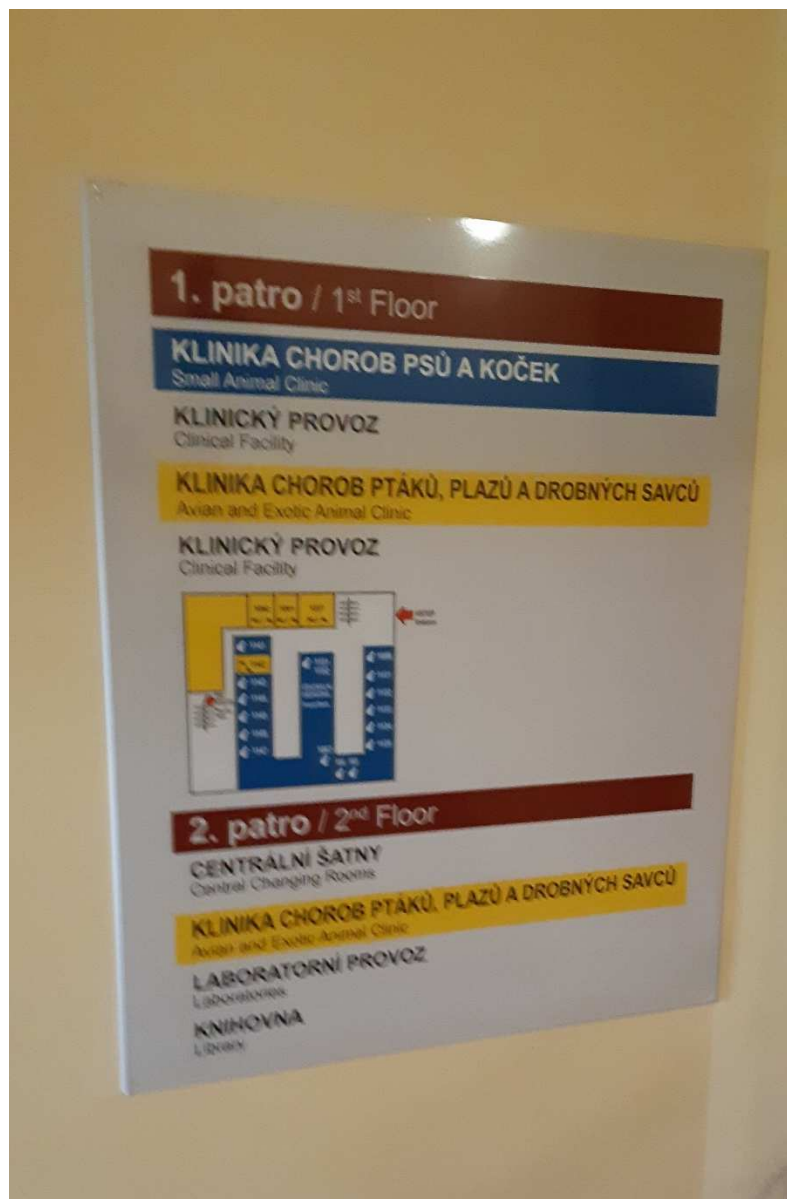 1. patro / 1st Floor
KLINIKA CHOROB PSŮ A KOČEK
Small Animal Clinic
KLINICKÝ PROVOZ
Clinical Facility
KLINIKA CHOROB PTÁKŮ, PLAZŮ A DROBNÝCH SAVCŮ
Avian and Exotic Animal Clinic
KLINICKÝ PROVOZ
Clinical Facility
2. patro / 2nd Floor
CENTRÁLNÍ ŠATNY
Central Changing Rooms
KLINIKA CHOROB PTÁKŮ, PLAZŮ A DROBNÝCH SAVCŮ
Avian and Exotic Animal Clinic
LABORATORNÍ PROVOZ
Laboratories
KNIHOVNA
Library